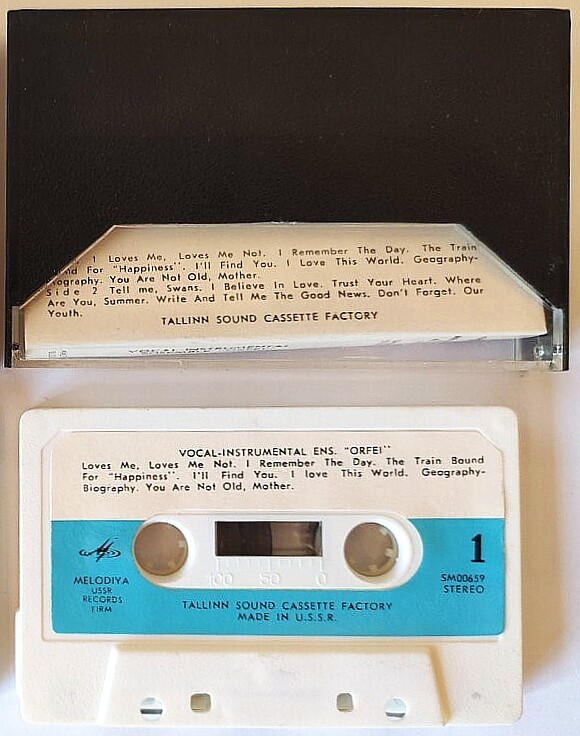 1 Loves Me, Loves Me Not. I Remember The Day. The Train
For "Happiness". I'll Find You. I Love This World. Geography-
You Are Not Old, Mother.
Side 2 Tell me, Swans. I Believe In Love. Trust Your Heart. Where
Are You, Summer. Write And Tell Me The Good News. Don't Forget. Our
Youth.
TALLINN SOUND CASSETTE FACTORY
VOCAL-INSTRUMENTAL
VOCAL-INSTRUMENTAL ENS. "ORFEI"
Loves Me, Loves Me Not. I Remember The Day. The Train Bound
For "Happiness". I'll Find You. I love This World. Geography-
Biography. You Are Not Old, Mother.
1
MELODIYA
USSR
RECORDS
FIRM
100 50 0
SM00659
STEREO
TALLINN SOUND CASSETTE FACTORY
MADE IN U.S.S.R.